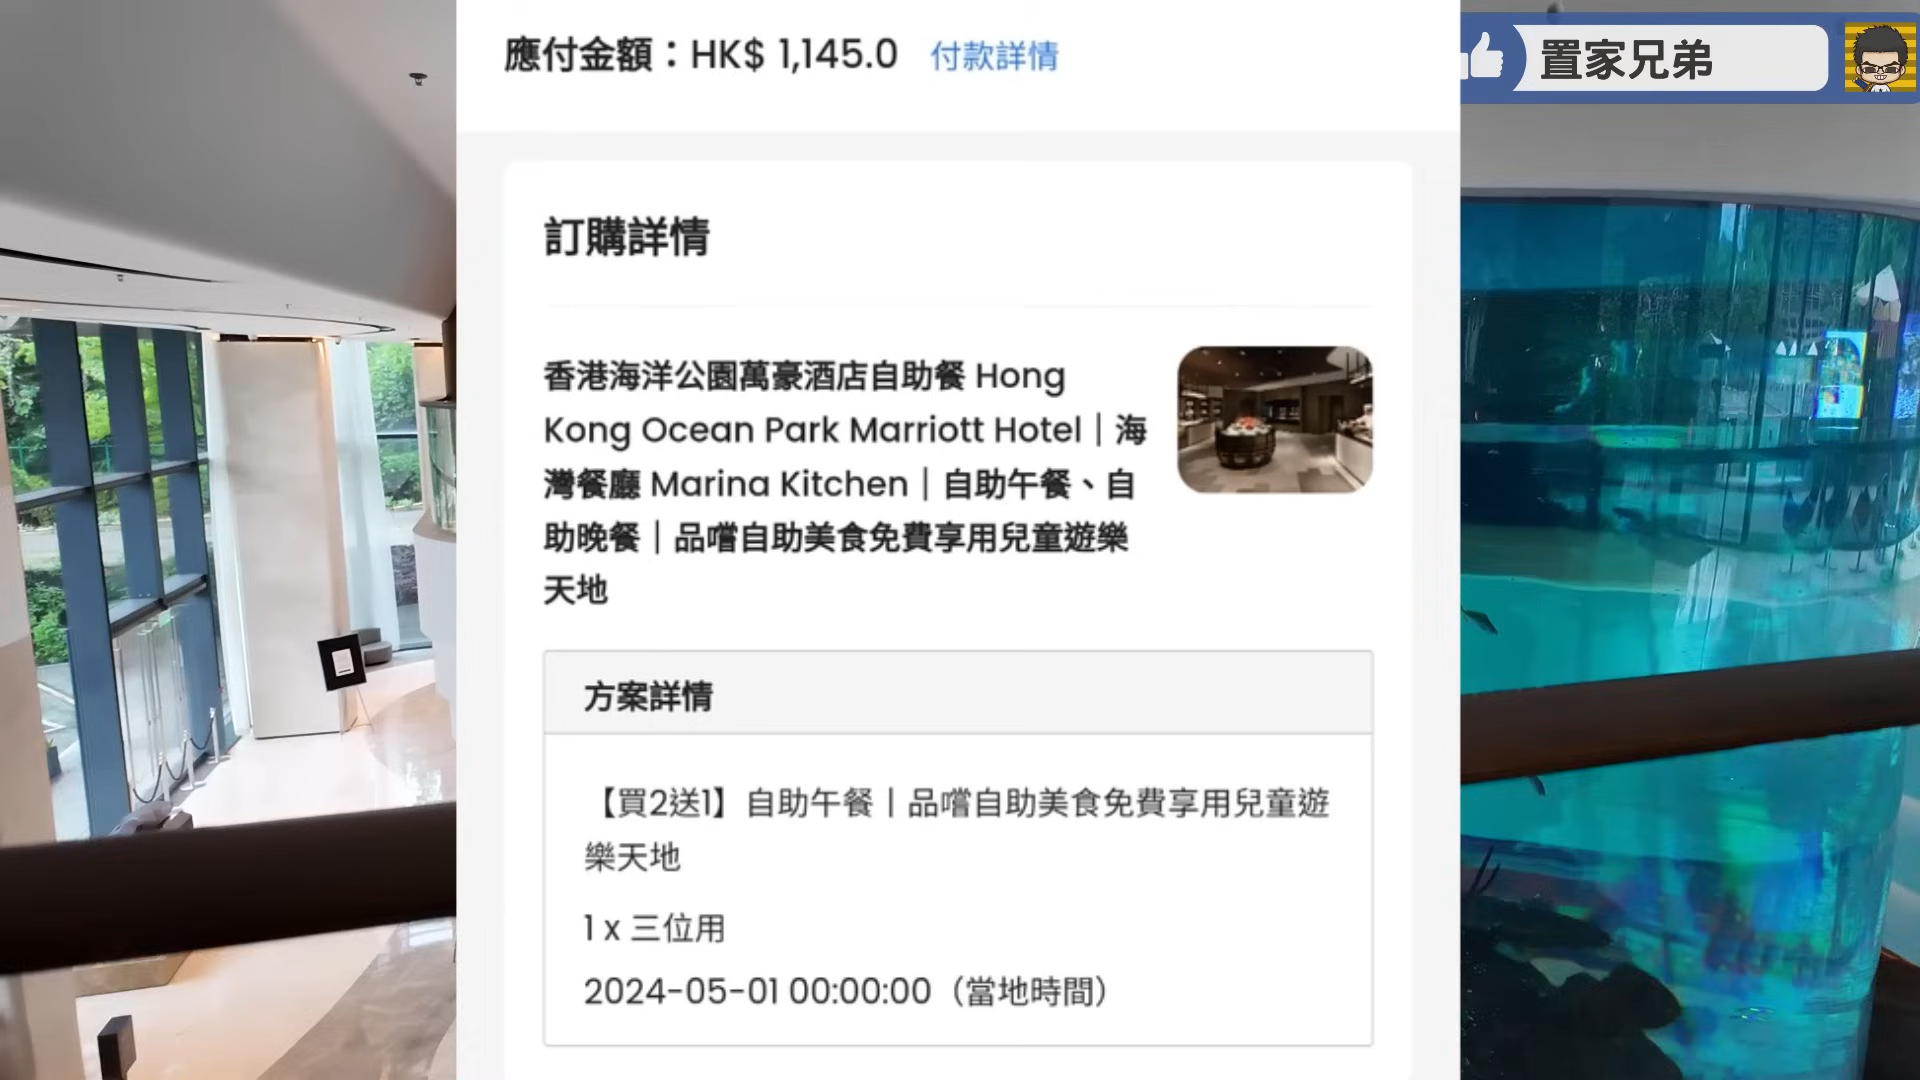 應付金額：HK$ 1,145.0 付款詳情
置家兄弟
訂購詳情
香港海洋公園萬豪酒店自助餐 Hong
Kong Ocean Park Marriott Hotel｜海
灣餐廳 Marina Kitchen｜自助午餐、自
助晚餐｜品嚐自助美食免費享用兒童遊樂
天地
方案詳情
【買2送1】自助午餐｜品嚐自助美食免費享用兒童遊
樂天地
1 x 三位用
2024-05-01 00:00:00（當地時間）